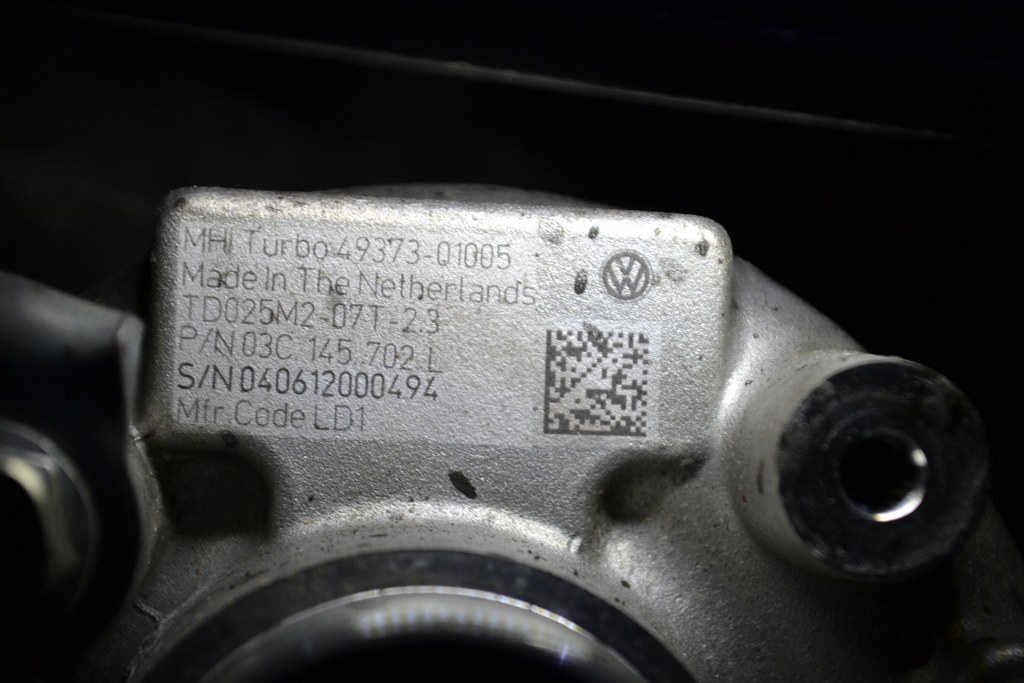 MHI Turbo 49373-01005
Made In The Netherlands
TD025M2-07T-2.3
P/N 03C 145 702 L
S/N 040612000494
Mfr Code LD1